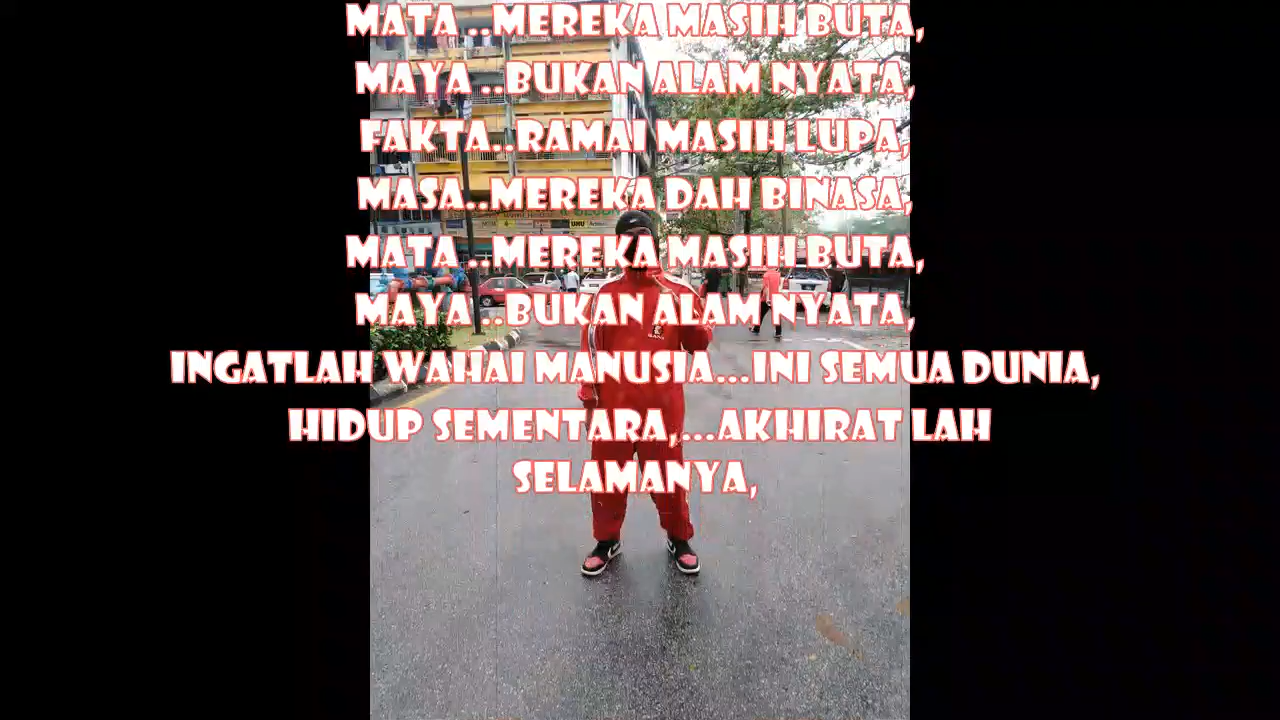 MATA ..MEREKA MASIH BUTA,
MAYA ..BUKAN ALAM NYATA,
FAKTA..RAMAI MASIH LUPA,
MASA..MEREKA DAH BINASA,
MATA ..MEREKA MASIH BUTA,
MAYA ..BUKAN ALAM NYATA,
INGATLAH WAHAI MANUSIA...INI SEMUA DUNIA,
HIDUP SEMENTARA,...AKHIRAT LAH
SELAMANYA,